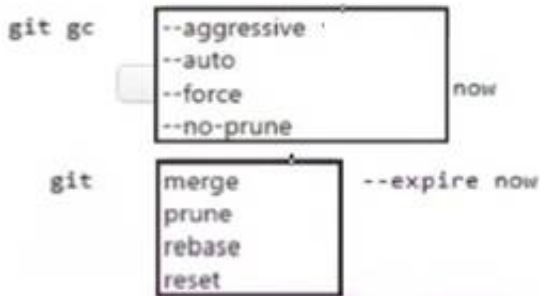 git gc
--aggressive
--auto
--force
--no-prune
now
git
merge
prune
rebase
reset
--expire now